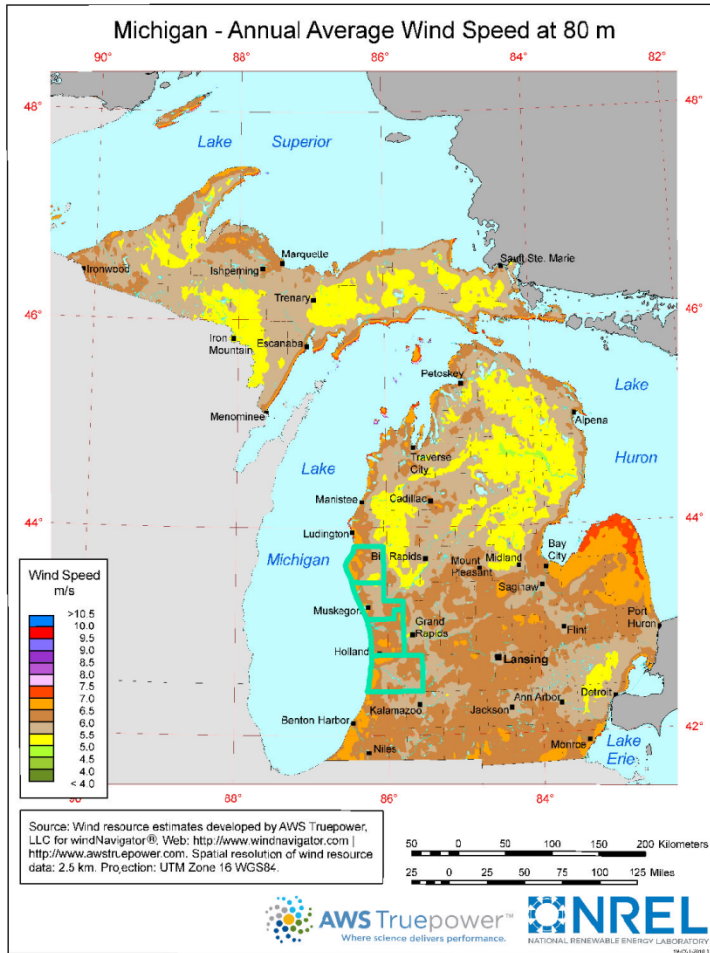 Michigan - Annual Average Wind Speed at 80 m
90° 88° 86° 84° 82°
48° 48°
Lake Superior
Marquette
Sault Ste. Marie
Ironwood
Ishpeming
Trenary
46° 46°
Iron Mountain
Escanaba
Petoskey
Lake
Menominee
Alpena
Traverse City
Huron
Lake
Manistee
Cadillac
44° 44°
Ludington
Bay City
Michigan
Rapids
Mount Pleasant
Midland
Saginaw
Muskegon
Grand Rapids
Flint
Port Huron
Holland
Lansing
Ann Arbor
Detroit
Kalamazoo
Jackson
Benton Harbor
42° 42°
Niles
Monroe
Lake Erie
88° 86° 84°
Wind Speed
m/s
>10.5
10.0
9.5
9.0
8.5
8.0
7.5
7.0
6.5
6.0
5.5
5.0
4.5
4.0
< 4.0
Source: Wind resource estimates developed by AWS Truepower,
LLC for windNavigator®. Web: http://www.windnavigator.com |
http://www.awstruepower.com. Spatial resolution of wind resource
data: 2.5 km. Projection: UTM Zone 16 WGS84.
50 0 50 100 150 200 Kilometers
25 0 25 50 75 100 125 Miles
AWS Truepower™
Where science delivers performance.
NREL
NATIONAL RENEWABLE ENERGY LABORATORY